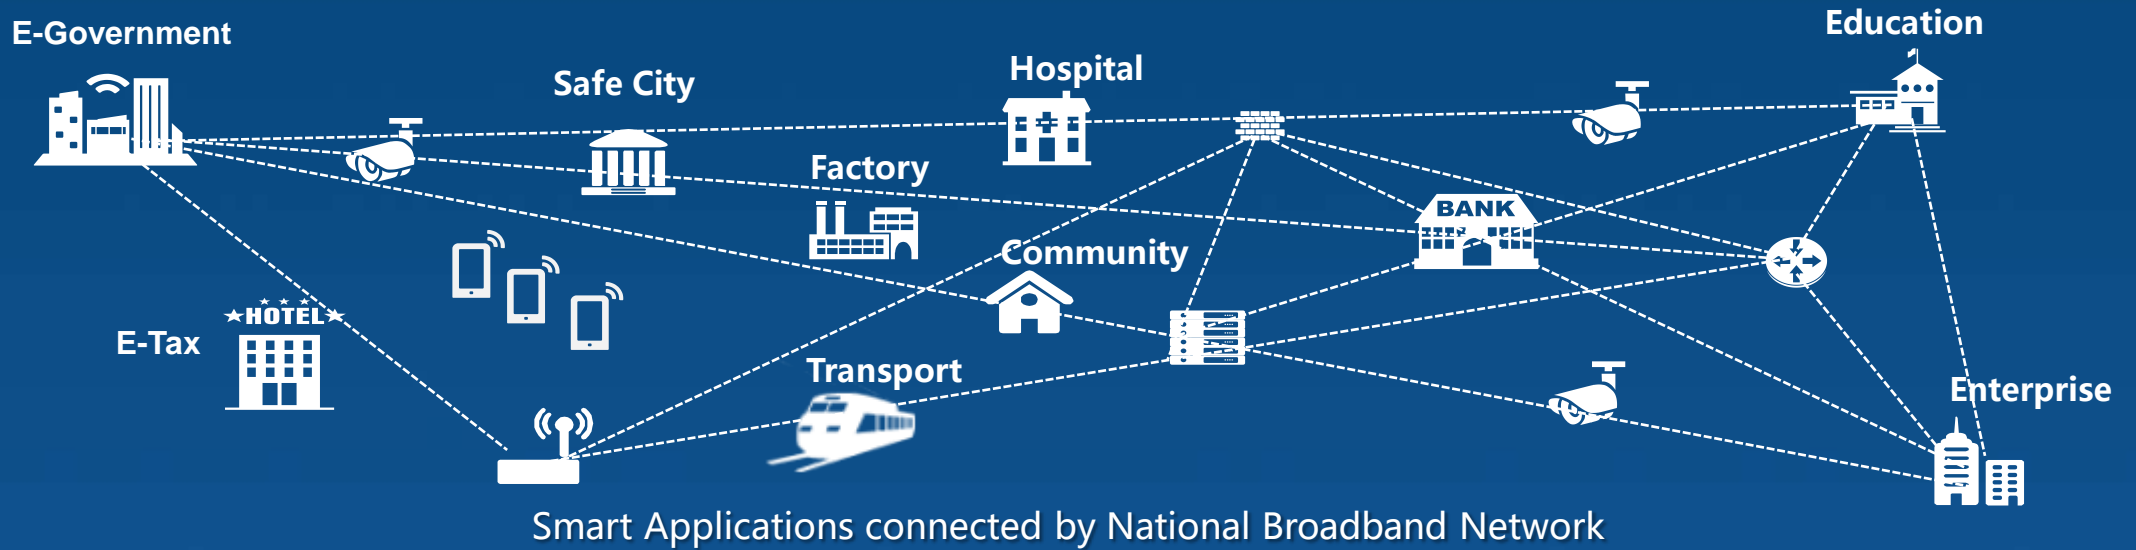 E-Government
Safe City
Hospital
Education
Factory
BANK
Community
HOTEL
E-Tax
Transport
Enterprise
Smart Applications connected by National Broadband Network